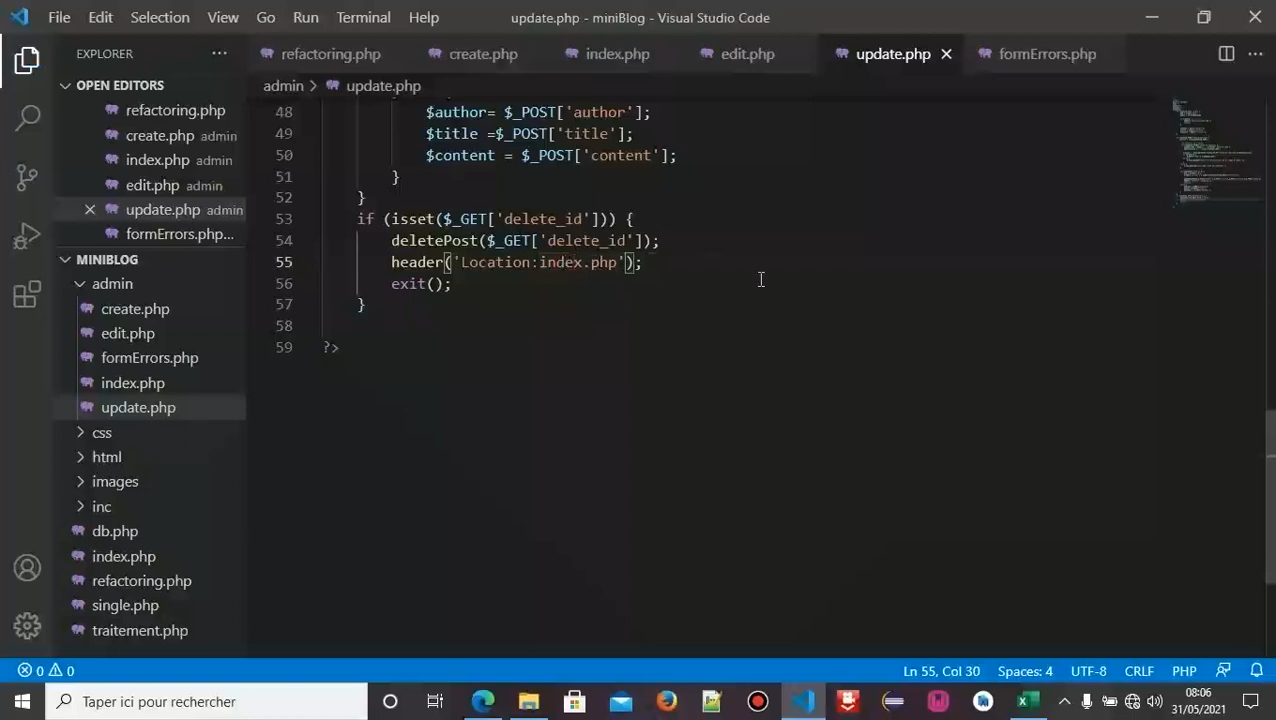 File Edit Selection View Go Run Terminal Help update.php - miniBlog - Visual Studio Code
EXPLORER ···
refactoring.php create.php index.php edit.php update.php formErrors.php
OPEN EDITORS
refactoring.php
create.php admin
index.php admin
edit.php admin
update.php admin
formErrors.php...
MINIBLOG
admin
create.php
edit.php
formErrors.php
index.php
update.php
css
html
images
inc
db.php
index.php
refactoring.php
single.php
traitement.php
admin > update.php
48 $author= $_POST['author'];
49 $title =$_POST['title'];
50 $content = $_POST['content'];
51 }
52 }
53 if (isset($_GET['delete_id'])) {
54 deletePost($_GET['delete_id']);
55 header('Location:index.php');
56 exit();
57 }
58
59 ?>
0 0 Ln 55, Col 30 Spaces: 4 UTF-8 CRLF PHP
Taper ici pour rechercher
08:06
31/05/2021